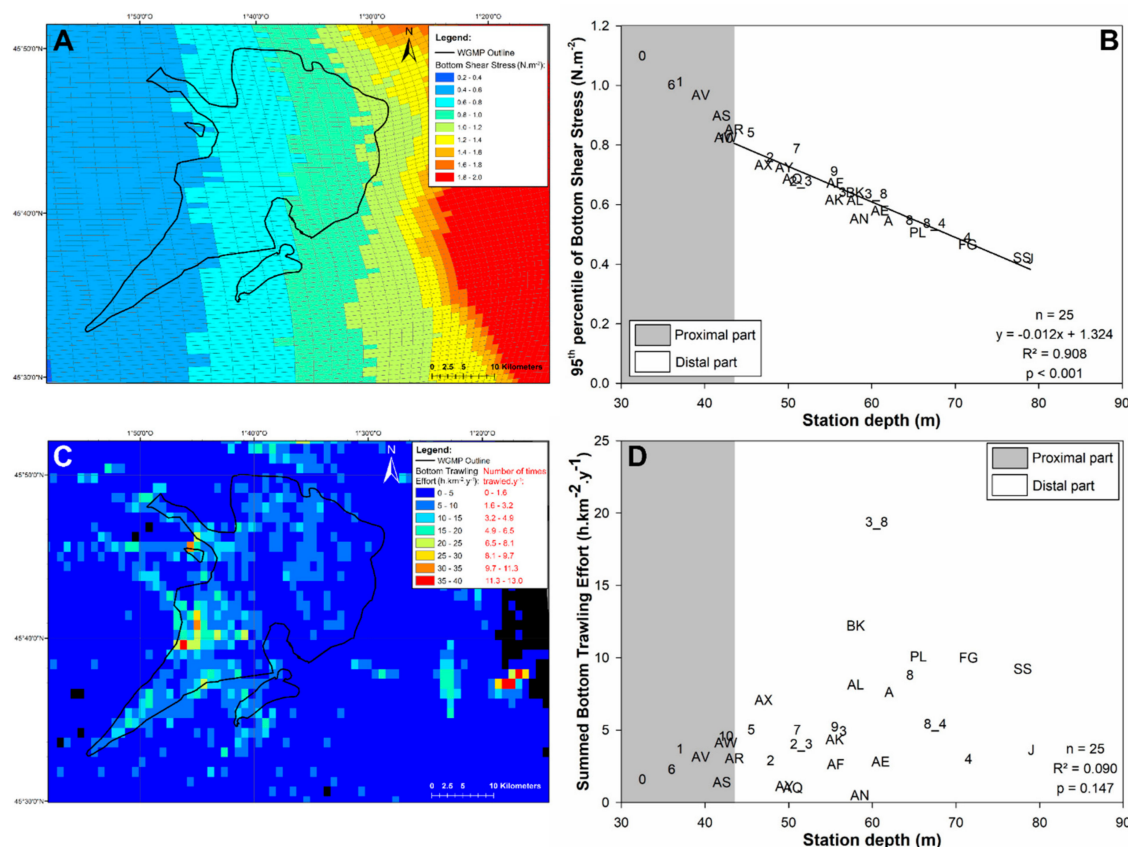 1°50'0"O 1°40'0"O 1°30'0"O 1°20'0"O
A
N
Legend:
WGMP Outline
Bottom Shear Stress (N.m-2):
0.2 - 0.4
0.4 - 0.6
0.6 - 0.8
0.8 - 1.0
1.0 - 1.2
1.2 - 1.4
1.4 - 1.6
1.6 - 1.8
1.8 - 2.0
45°50'0"N
45°40'0"N
45°30'0"N
0 2.5 5 10 Kilometers
B
95th percentile of Bottom Shear Stress (N.m-2)
1.2
1.0
0.8
0.6
0.4
0.2
0.0
0
6 1
AV
AS
AR
5
7
2
AX
AY
AQ
2_3
9
AF
3
BK
3_8
AK
AL
AE
AN
A
8
8_4
PL
4
FG
SS
J
Proximal part
Distal part
n = 25
y = -0.012x + 1.324
R² = 0.908
p < 0.001
30 40 50 60 70 80 90
Station depth (m)
1°50'0"O 1°40'0"O 1°30'0"O 1°20'0"O
C
N
Legend:
WGMP Outline
Bottom Trawling Number of times
Effort (h.km-2.y-1): trawled.y-1:
0 - 5 0 - 1.6
5 - 10 1.6 - 3.2
10 - 15 3.2 - 4.9
15 - 20 4.9 - 6.5
20 - 25 6.5 - 8.1
25 - 30 8.1 - 9.7
30 - 35 9.7 - 11.3
35 - 40 11.3 - 13.0
45°50'0"N
45°40'0"N
45°30'0"N
0 2.5 5 10 Kilometers
D
Summed Bottom Trawling Effort (h.km-2.y-1)
25
20
15
10
5
0
Proximal part
Distal part
3_8
BK
PL
FG
SS
8
AL
A
AX
8_4
5
7
9
3
10
AW
2_3
AK
1
AV
AR
2
AF
AE
4
J
6
0
AS
AY
AQ
AN
n = 25
R² = 0.090
p = 0.147
30 40 50 60 70 80 90
Station depth (m)